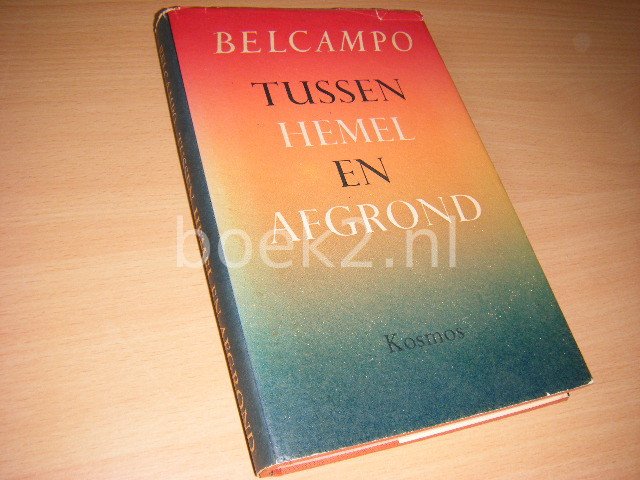 BELCAMPO
TUSSEN
HEMEL
EN
AFGROND
boek2.nl
Kosmos